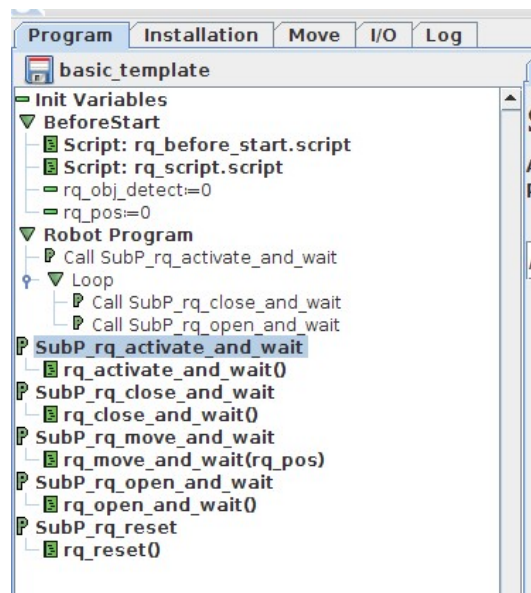 Program Installation Move I/O Log
basic_template
Init Variables
BeforeStart
Script: rq_before_start.script
Script: rq_script.script
rq_obj_detect≔0
rq_pos≔0
Robot Program
Call SubP_rq_activate_and_wait
Loop
Call SubP_rq_close_and_wait
Call SubP_rq_open_and_wait
SubP_rq_activate_and_wait
rq_activate_and_wait()
SubP_rq_close_and_wait
rq_close_and_wait()
SubP_rq_move_and_wait
rq_move_and_wait(rq_pos)
SubP_rq_open_and_wait
rq_open_and_wait()
SubP_rq_reset
rq_reset()